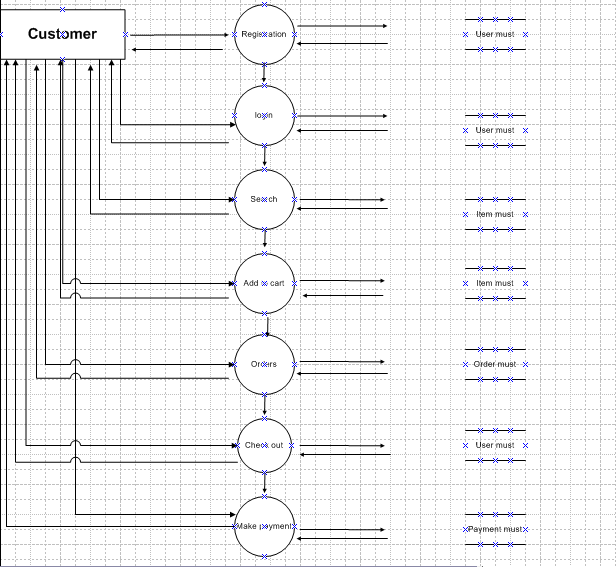 Customer
Registration
User must
login
User must
Search
Item must
Add to cart
Item must
Orders
Order must
Check out
User must
Make payment
Payment must